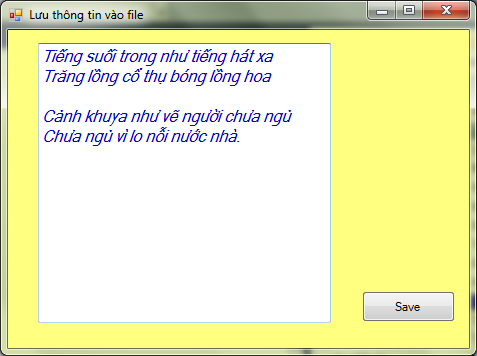 Lưu thông tin vào file
Tiếng suối trong như tiếng hát xa
Trăng lồng cổ thụ bóng lồng hoa
Cảnh khuya như vẽ người chưa ngủ
Chưa ngủ vì lo nỗi nước nhà.
Save